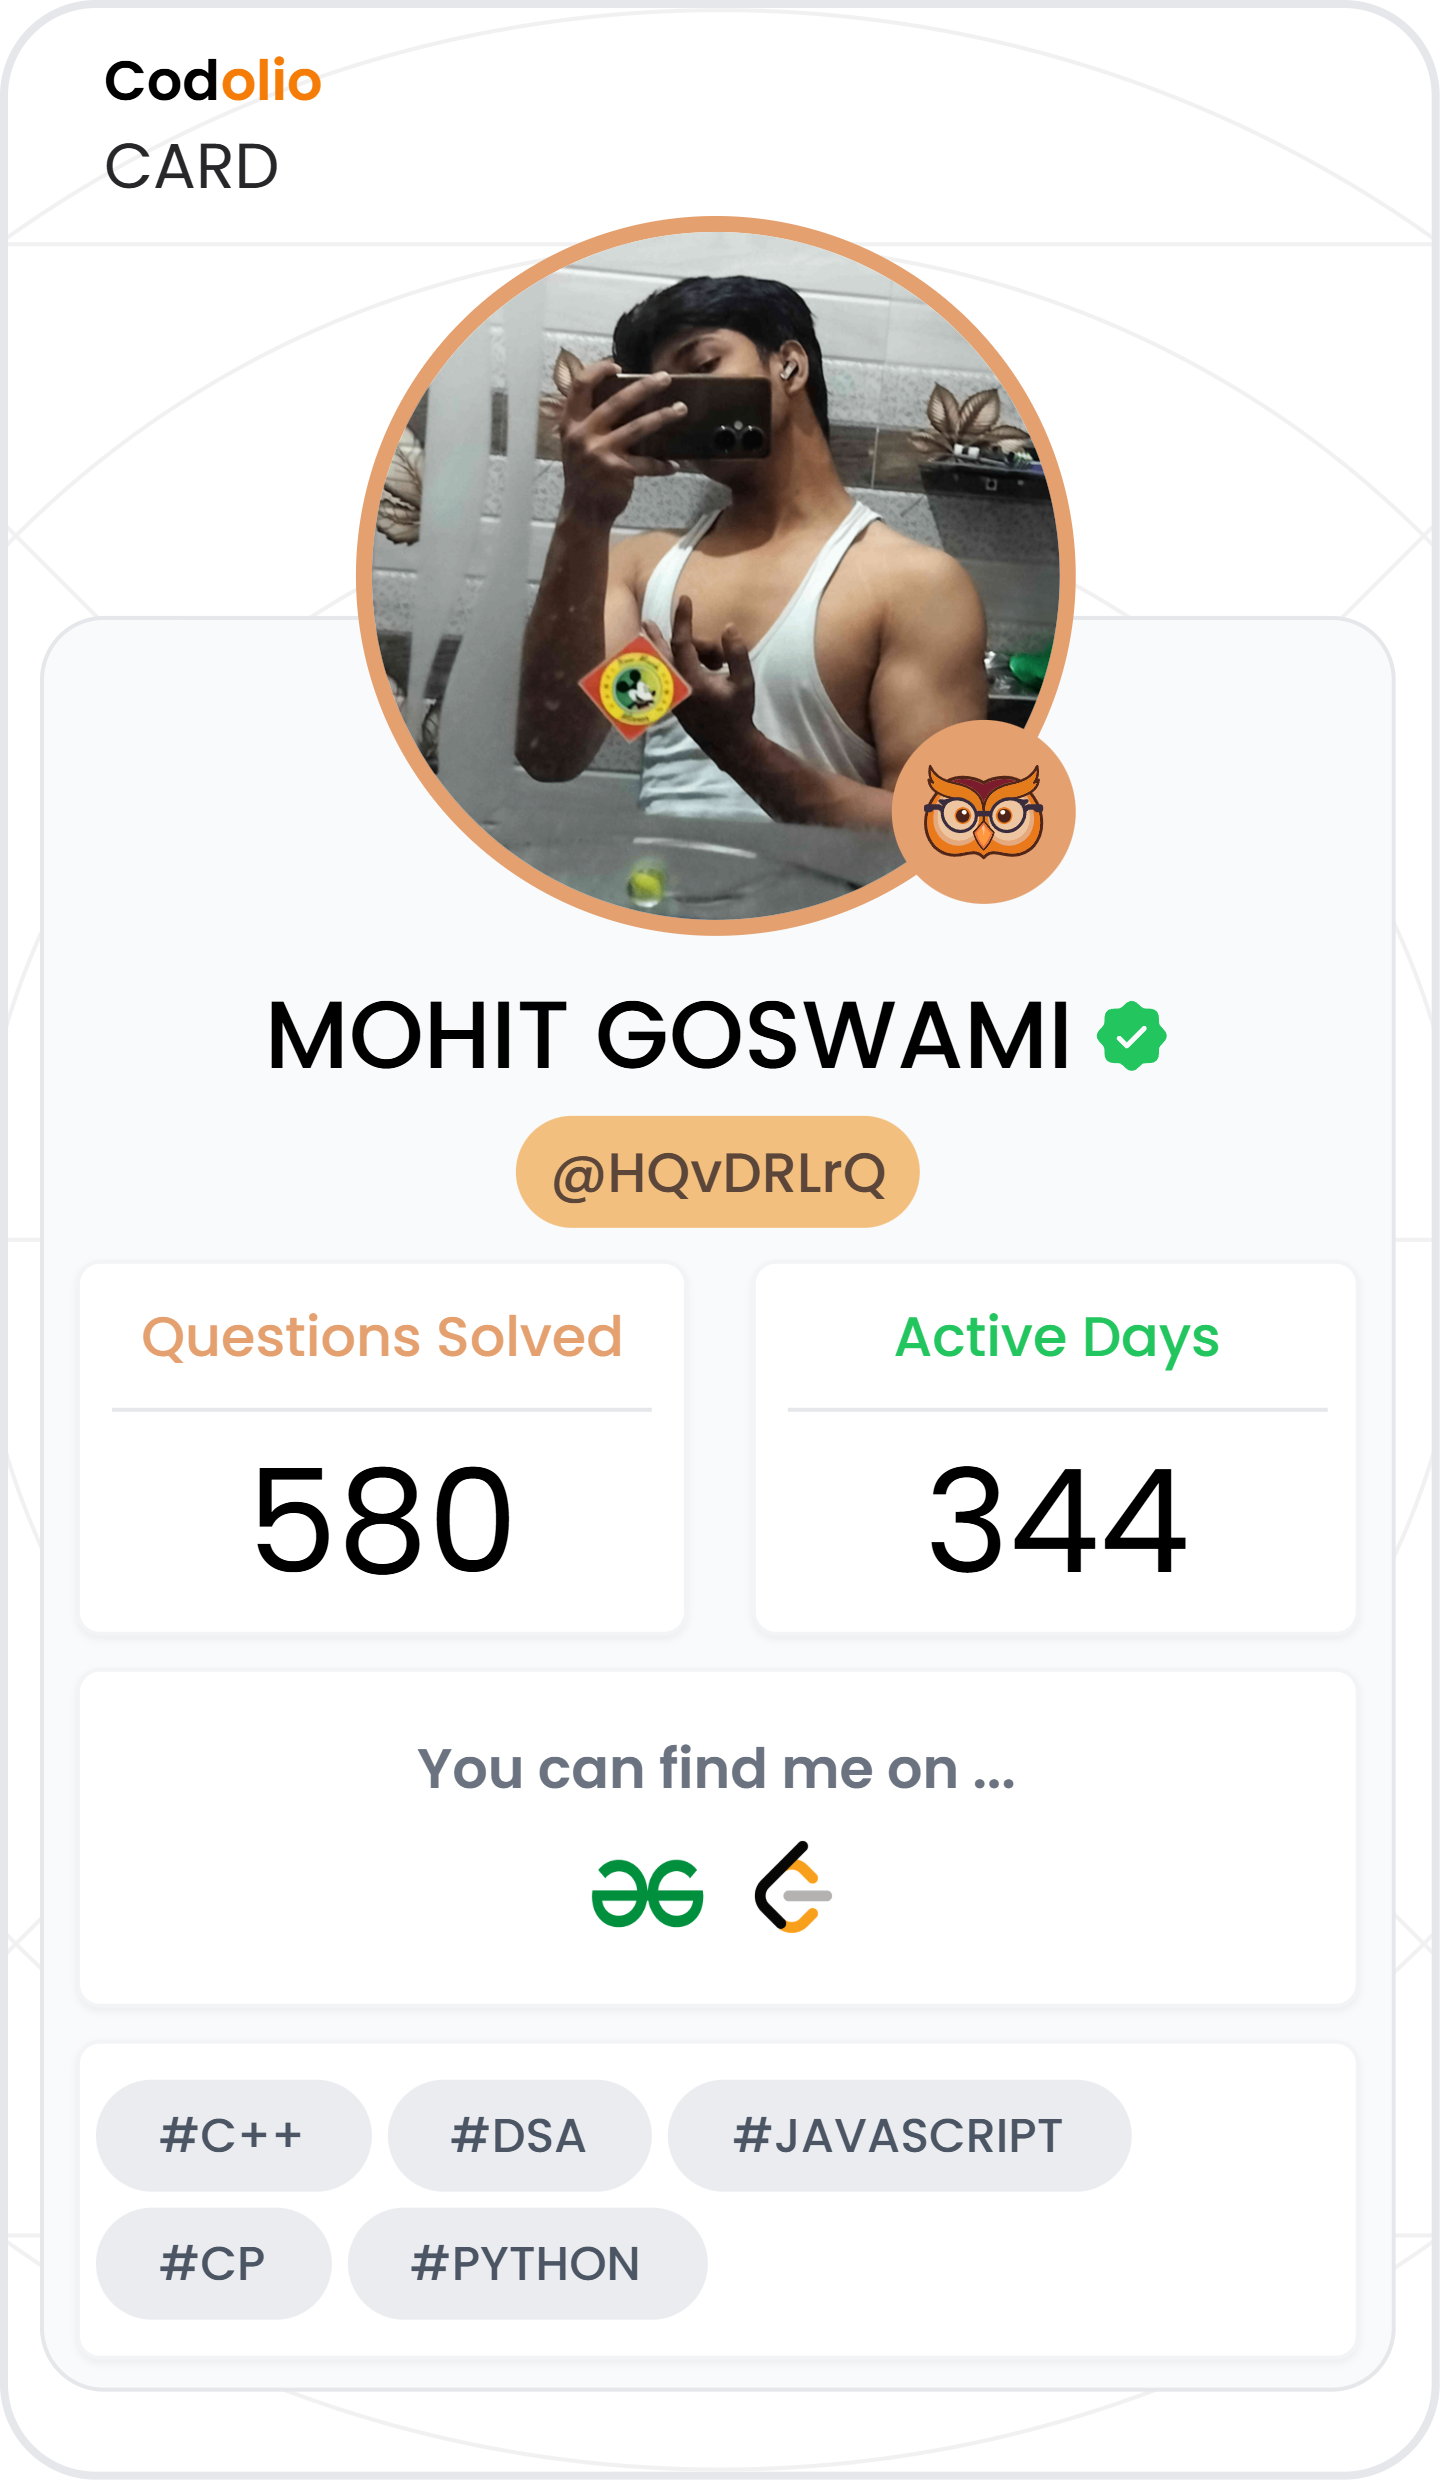 Codolio
CARD
MOHIT GOSWAMI
@HQvDRLrQ
Questions Solved
Active Days
580
344
You can find me on ...
#C++ #DSA #JAVASCRIPT
#CP #PYTHON